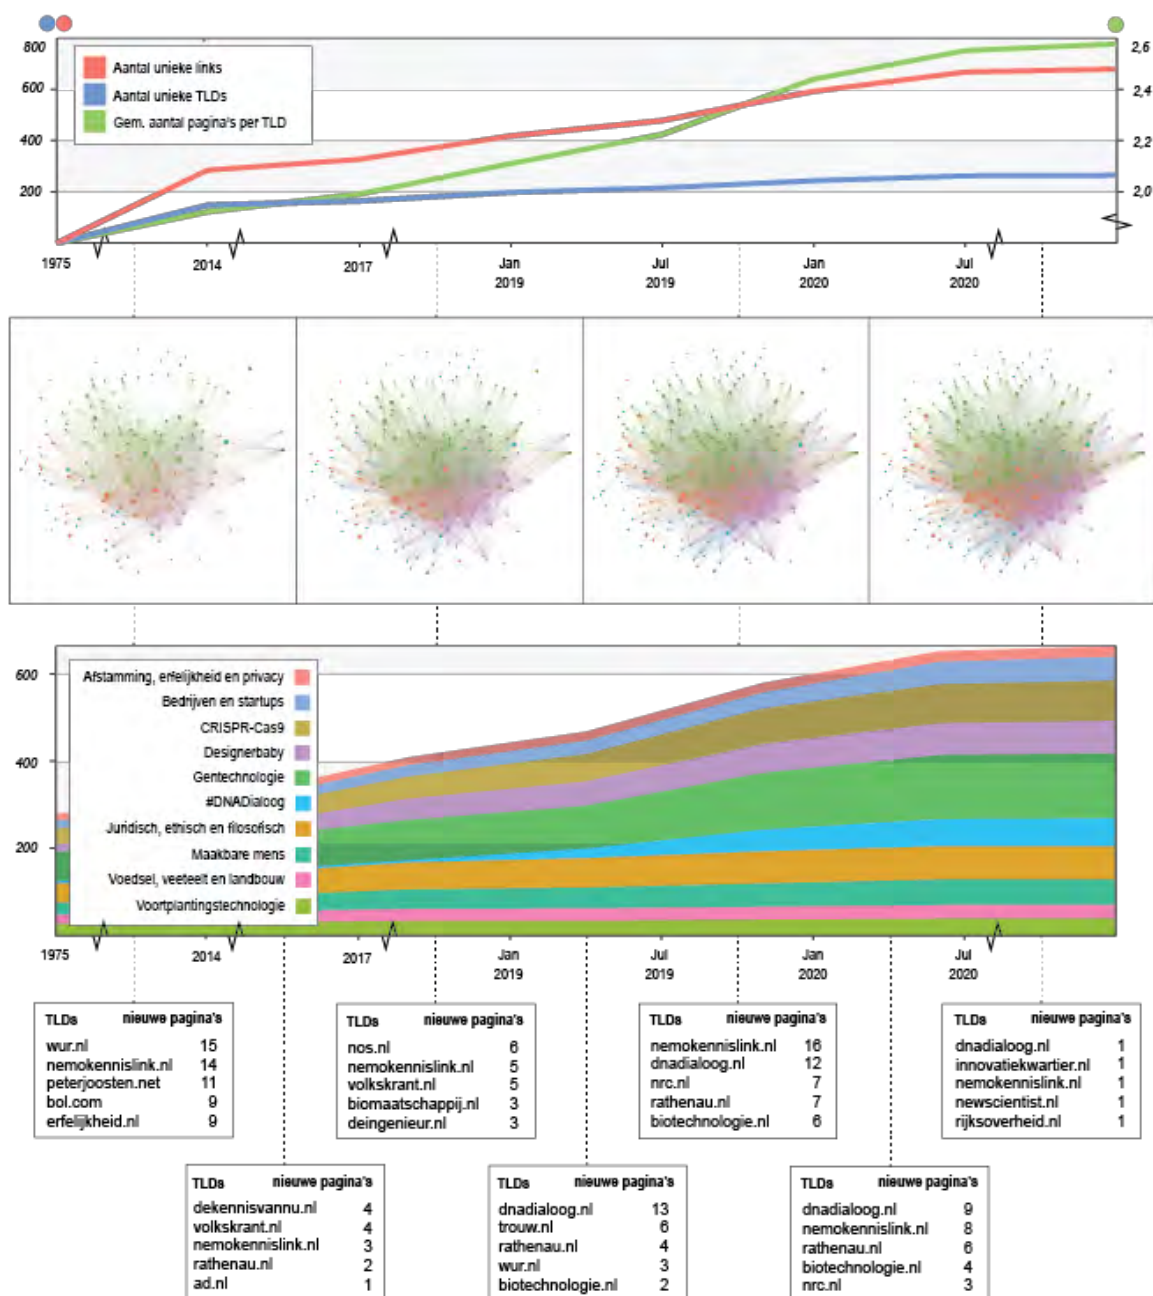 800
600
400
200
2,6
2,4
2,2
2,0
Aantal unieke links
Aantal unieke TLDs
Gem. aantal pagina's per TLD
1975
2014
2017
Jan
2019
Jul
2019
Jan
2020
Jul
2020
600
400
200
Afstamming, erfelijkheid en privacy
Bedrijven en startups
CRISPR-Cas9
Designerbaby
Gentechnologie
#DNADialoog
Juridisch, ethisch en filosofisch
Maakbare mens
Voedsel, veeteelt en landbouw
Voortplantingstechnologie
1975
2014
2017
Jan
2019
Jul
2019
Jan
2020
Jul
2020
TLDs nieuwe pagina's
wur.nl 15
nemokennislink.nl 14
peterjoosten.net 11
bol.com 9
erfelijkheid.nl 9
TLDs nieuwe pagina's
nos.nl 6
nemokennislink.nl 5
volkskrant.nl 5
biomaatschappij.nl 3
deingenieur.nl 3
TLDs nieuwe pagina's
nemokennislink.nl 16
dnadialoog.nl 12
nrc.nl 7
rathenau.nl 7
biotechnologie.nl 6
TLDs nieuwe pagina's
dnadialoog.nl 1
innovatiekwartier.nl 1
nemokennislink.nl 1
newscientist.nl 1
rijksoverheid.nl 1
TLDs nieuwe pagina's
dekennisvannu.nl 4
volkskrant.nl 4
nemokennislink.nl 3
rathenau.nl 2
ad.nl 1
TLDs nieuwe pagina's
dnadialoog.nl 13
trouw.nl 6
rathenau.nl 4
wur.nl 3
biotechnologie.nl 2
TLDs nieuwe pagina's
dnadialoog.nl 9
nemokennislink.nl 8
rathenau.nl 6
biotechnologie.nl 4
nrc.nl 3